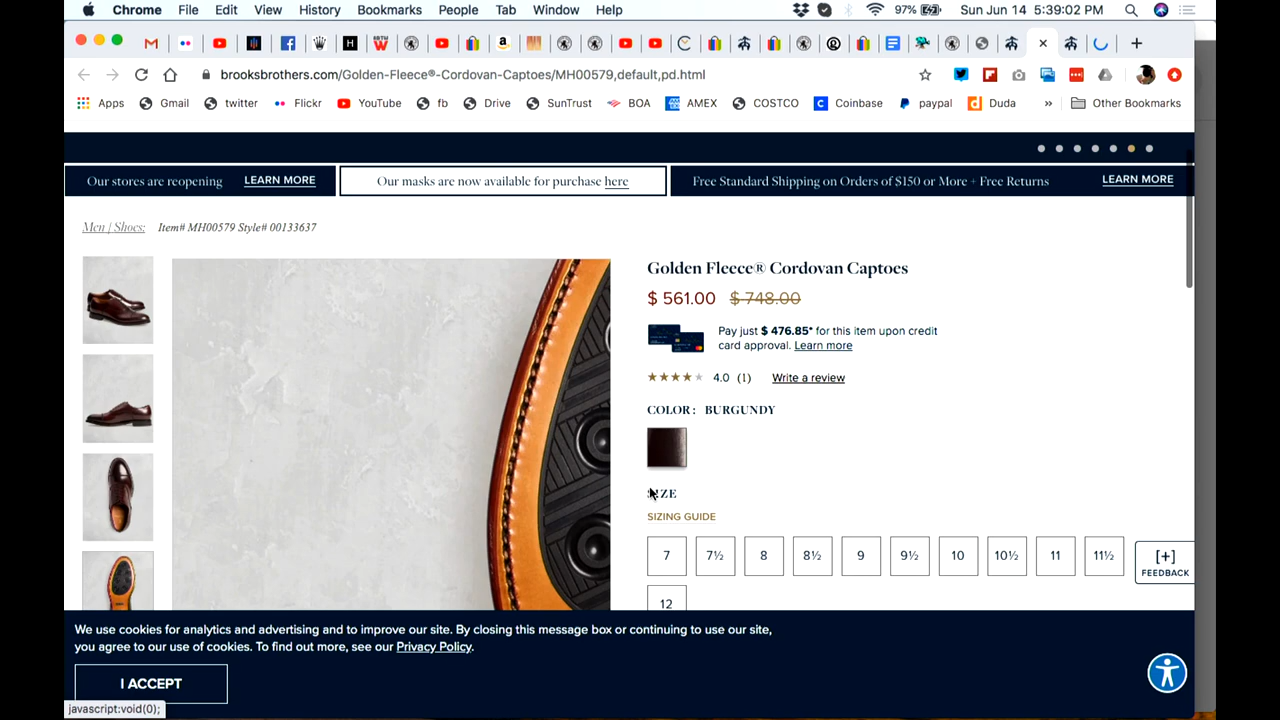 Chrome File Edit View History Bookmarks People Tab Window Help 97% Sun Jun 14 5:39:02 PM
brooksbrothers.com/Golden-Fleece®-Cordovan-Captoes/MH00579,default,pd.html
Apps Gmail twitter Flickr YouTube fb Drive SunTrust BOA AMEX COSTCO Coinbase paypal Duda » Other Bookmarks
Our stores are reopening LEARN MORE Our masks are now available for purchase here Free Standard Shipping on Orders of $150 or More + Free Returns LEARN MORE
Men | Shoes: Item# MH00579 Style# 00133637
Golden Fleece® Cordovan Captoes
$ 561.00 $ 748.00
Pay just $ 476.85* for this item upon credit
card approval. Learn more
4.0 (1) Write a review
COLOR: BURGUNDY
SIZE
SIZING GUIDE
7 7½ 8 8½ 9 9½ 10 10½ 11 11½
[+]
FEEDBACK
12
We use cookies for analytics and advertising and to improve our site. By closing this message box or continuing to use our site,
you agree to our use of cookies. To find out more, see our Privacy Policy.
I ACCEPT
javascript:void(0);